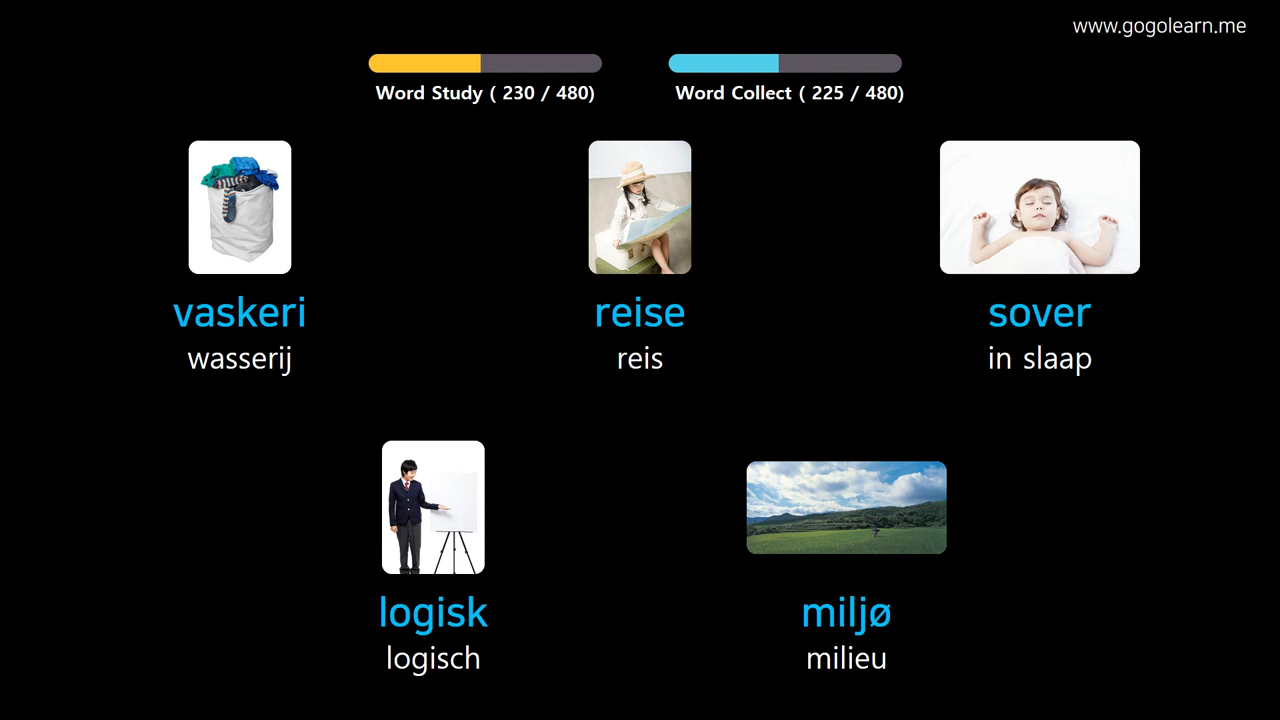 www.gogolearn.me
Word Study ( 230 / 480)
Word Collect ( 225 / 480)
vaskeri
wasserij
reise
reis
sover
in slaap
logisk
logisch
miljø
milieu